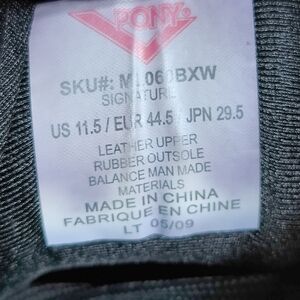 PONY
SKU#: M1060BXW
SIGNATURE
US 11.5 / EUR 44.5 / JPN 29.5
LEATHER UPPER
RUBBER OUTSOLE
BALANCE MAN MADE
MATERIALS
MADE IN CHINA
FABRIQUE EN CHINE
LT 05/09